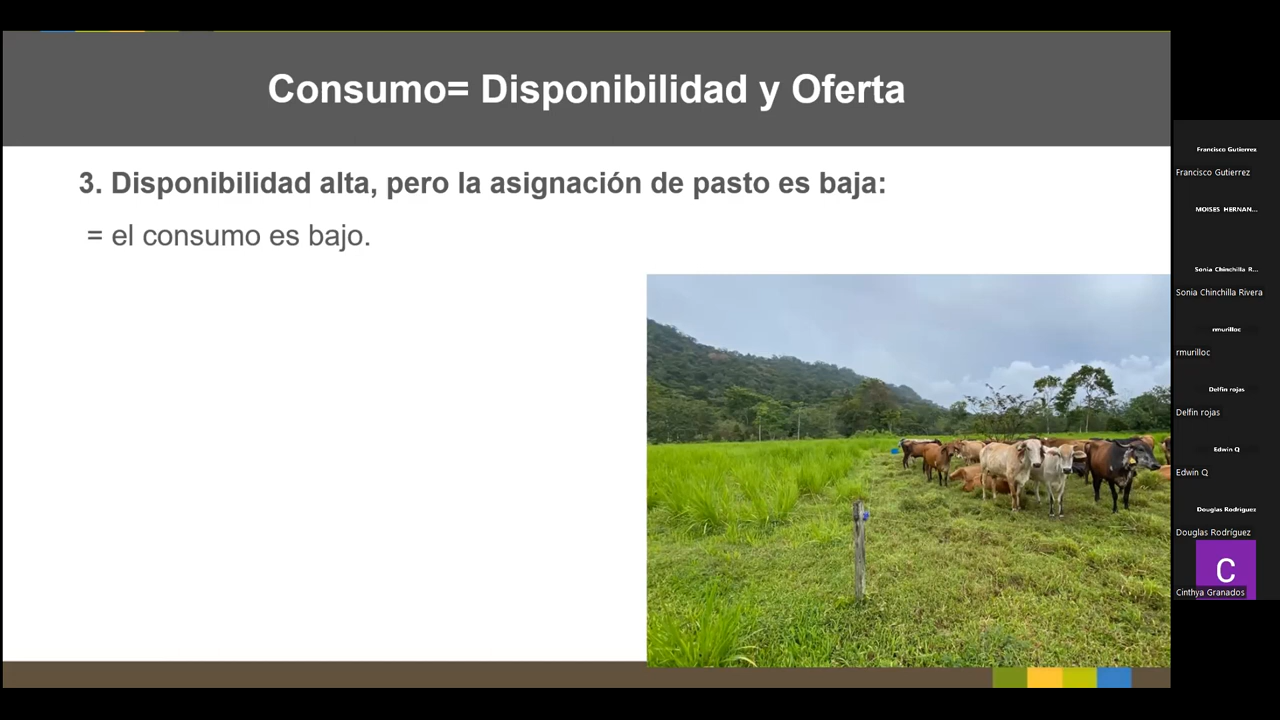 Consumo= Disponibilidad y Oferta
3. Disponibilidad alta, pero la asignación de pasto es baja:
= el consumo es bajo.
Francisco Gutierrez
Francisco Gutierrez
MOISES HERNAN...
Sonia Chinchilla R...
Sonia Chinchilla Rivera
rmurilloc
rmurilloc
Delfin rojas
Delfin rojas
Edwin Q
Edwin Q
Douglas Rodríguez
Douglas Rodríguez
C
Cinthya Granados